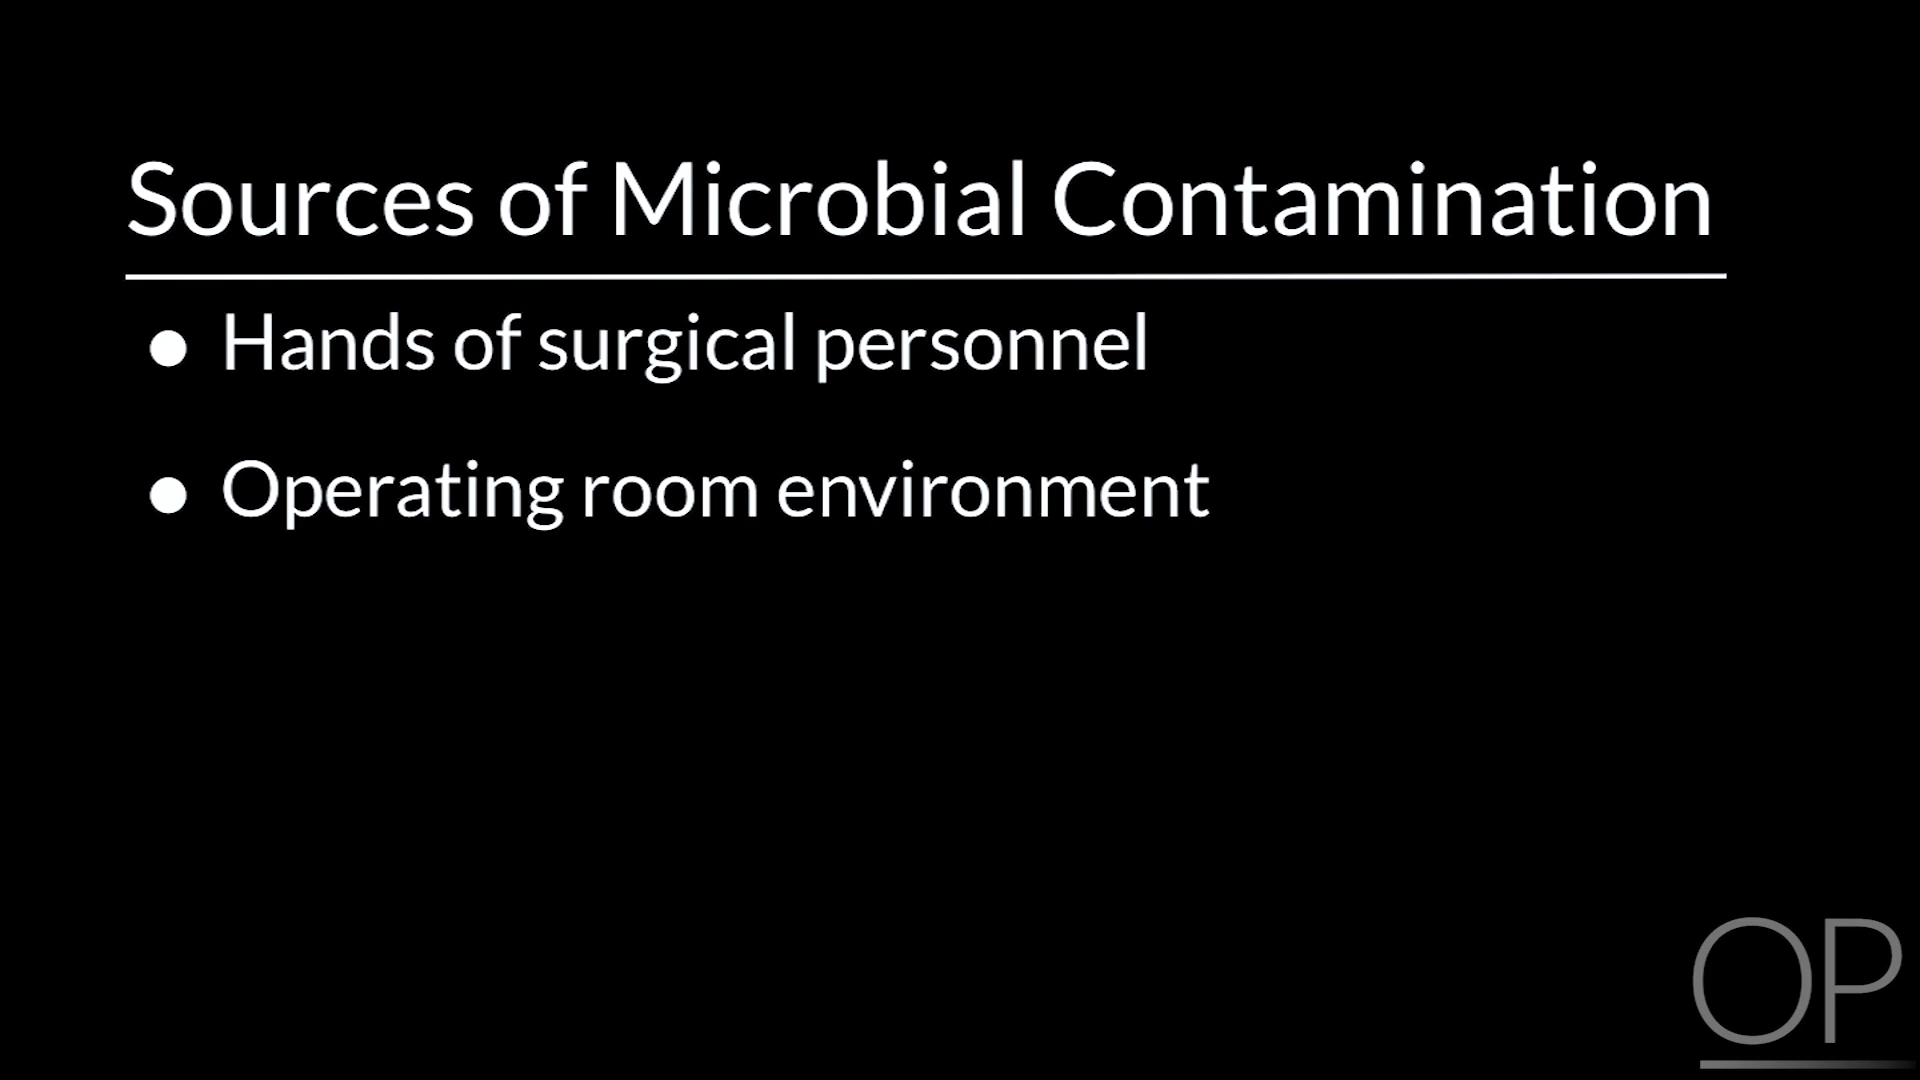 Sources of Microbial Contamination
● Hands of surgical personnel
● Operating room environment
OP